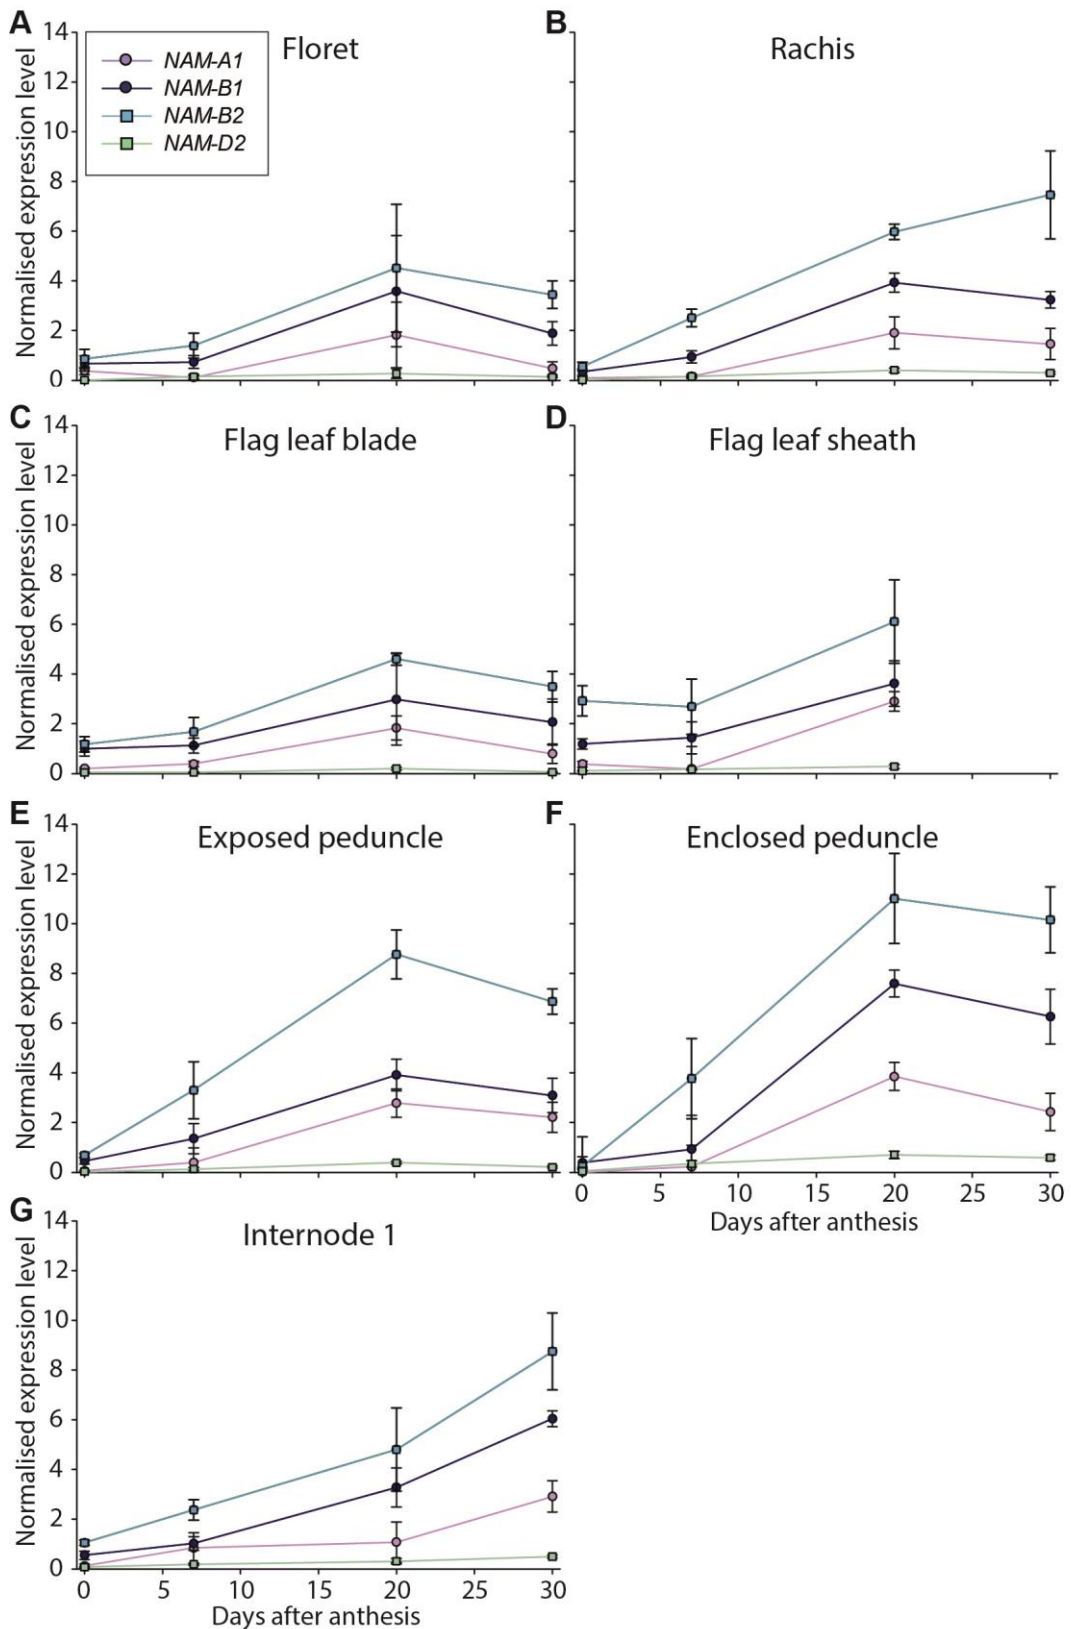 A
14
12
10
8
6
4
2
0
Normalised expression level
NAM-A1
NAM-B1
NAM-B2
NAM-D2
Floret
B
Rachis
C
14
12
10
8
6
4
2
0
Normalised expression level
Flag leaf blade
D
Flag leaf sheath
E
14
12
10
8
6
4
2
0
Normalised expression level
Exposed peduncle
F
Enclosed peduncle
0 5 10 15 20 25 30
Days after anthesis
G
14
12
10
8
6
4
2
0
Normalised expression level
Internode 1
0 5 10 15 20 25 30
Days after anthesis